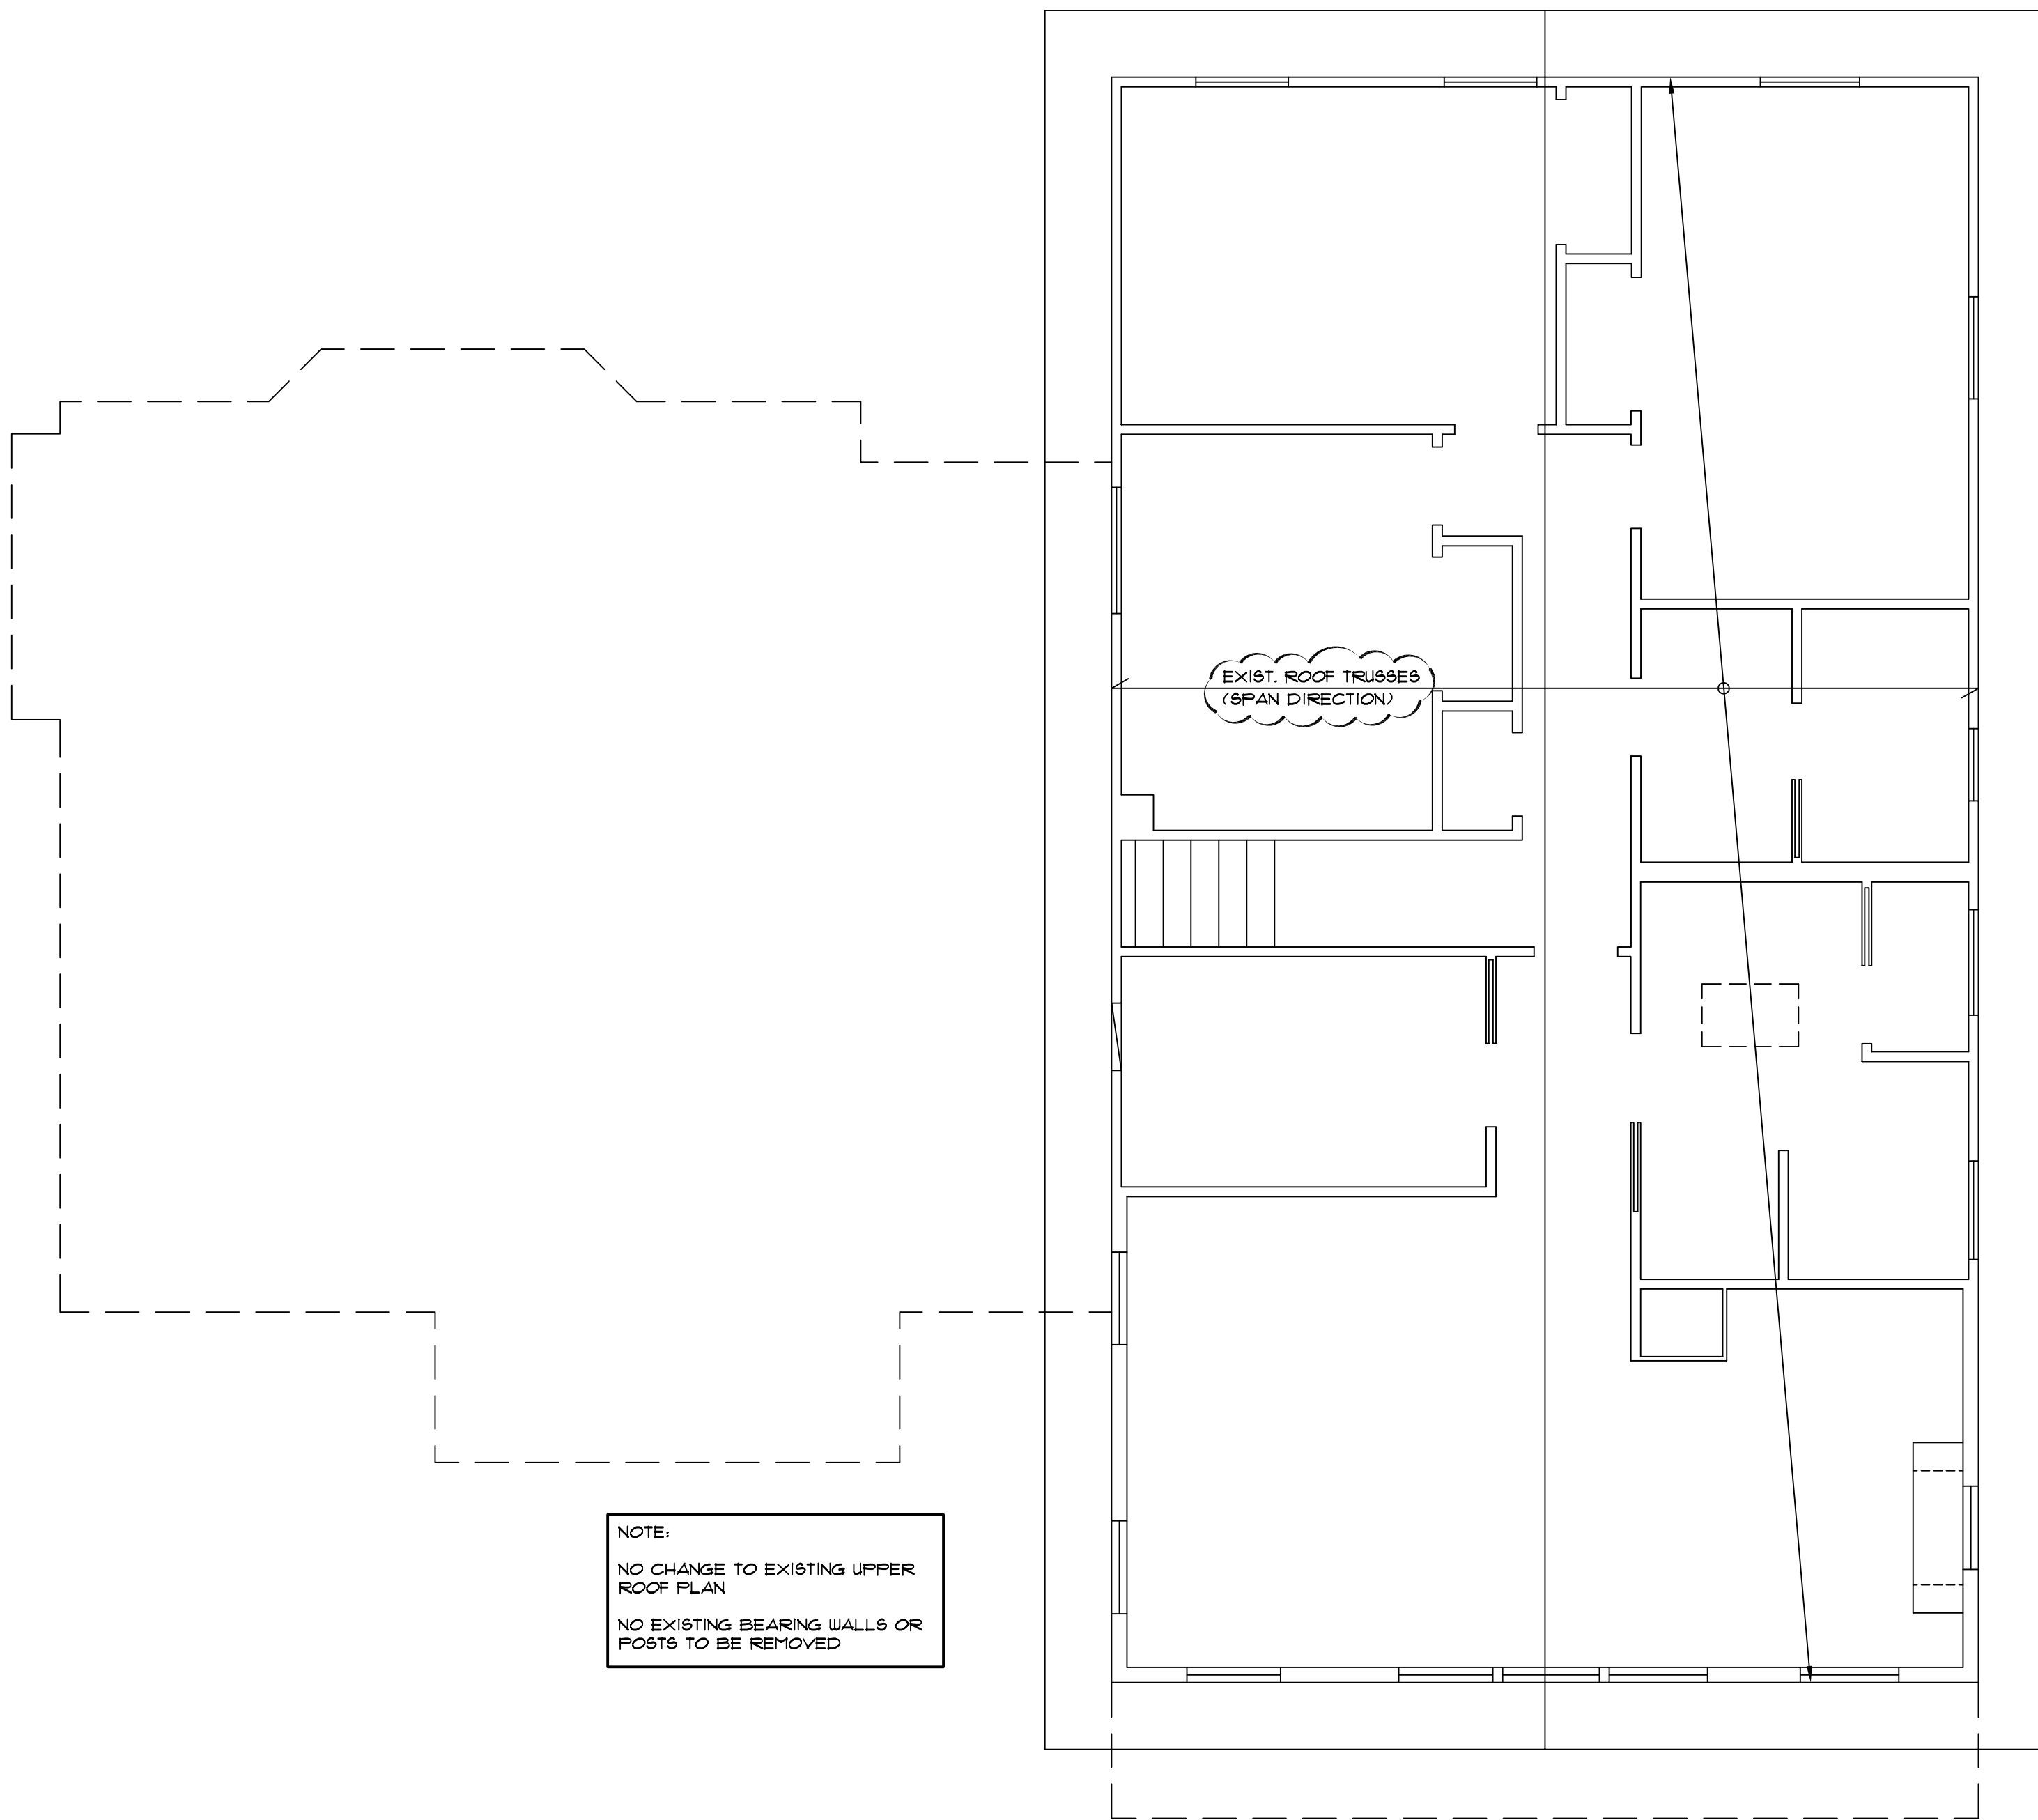 EXIST. ROOF TRUSSES
(SPAN DIRECTION)
NOTE:
NO CHANGE TO EXISTING UPPER
ROOF PLAN
NO EXISTING BEARING WALLS OR
POSTS TO BE REMOVED